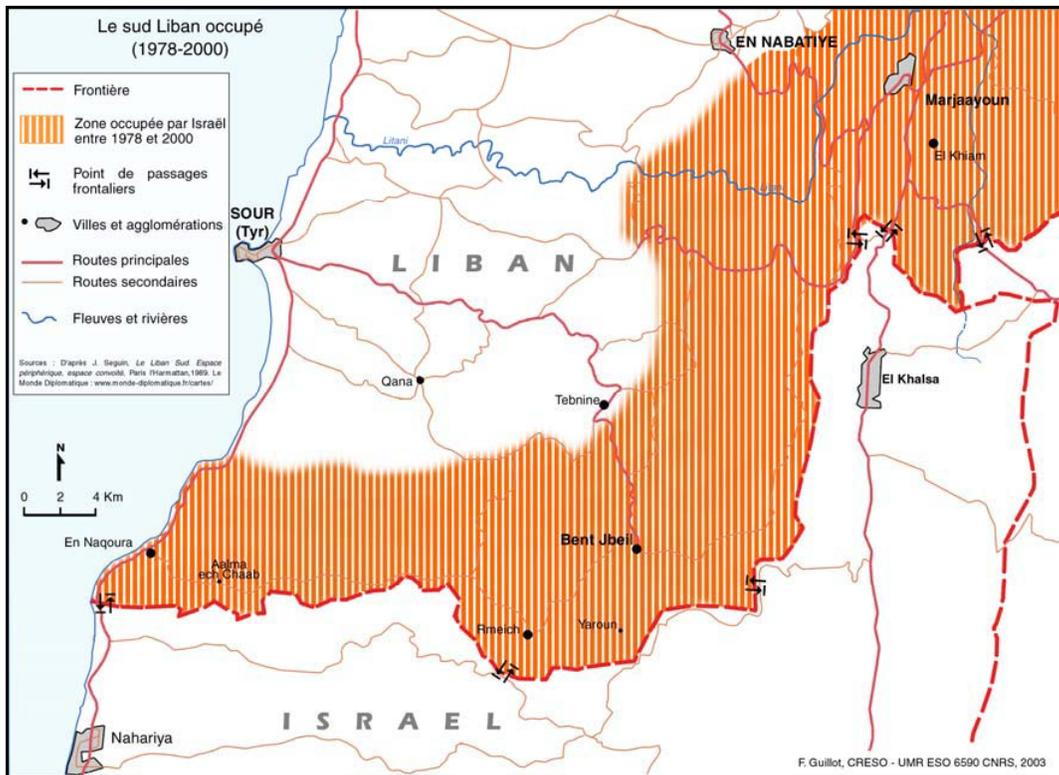 Le sud Liban occupé
(1978-2000)
Frontière
Zone occupée par Israël
entre 1978 et 2000
Point de passages
frontaliers
Villes et agglomérations
Routes principales
Routes secondaires
Fleuves et rivières
Sources : D'après J. Seguin, Le Liban Sud. Espace
périphérique, espace convoité, Paris l'Harmattan,1989. Le
Monde Diplomatique : www.monde-diplomatique.fr/cartes/
N
0 2 4 Km
EN NABATIYE
Marjaayoun
El Khiam
Litani
Litani
SOUR
(Tyr)
LIBAN
Qana
Tebnine
El Khalsa
En Naqoura
Aalma
ech Chaab
Bent Jbeil
Rmeich
Yaroun
ISRAEL
Nahariya
F. Guillot, CRESO - UMR ESO 6590 CNRS, 2003